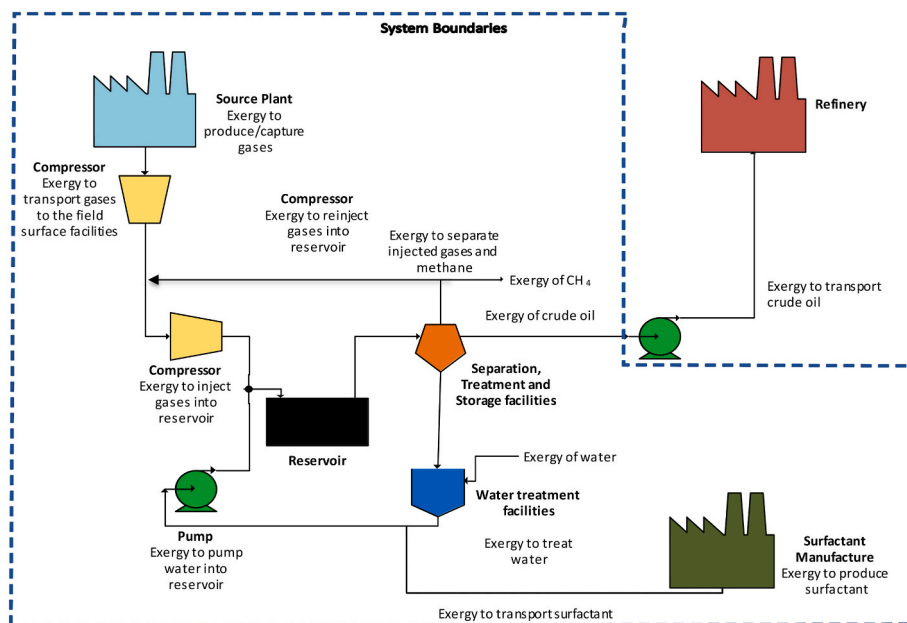 System Boundaries
Source Plant
Exergy to
produce/capture
gases
Refinery
Compressor
Exergy to
transport gases
to the field
surface facilities
Compressor
Exergy to reinject
gases into
reservoir
Exergy to separate
injected gases and
methane
Exergy of CH₄
Exergy to transport
crude oil
Exergy of crude oil
Compressor
Exergy to inject
gases into
reservoir
Separation,
Treatment and
Storage facilities
Reservoir
Exergy of water
Water treatment
facilities
Pump
Exergy to pump
water into
reservoir
Exergy to treat
water
Surfactant
Manufacture
Exergy to produce
surfactant
Exergy to transport surfactant